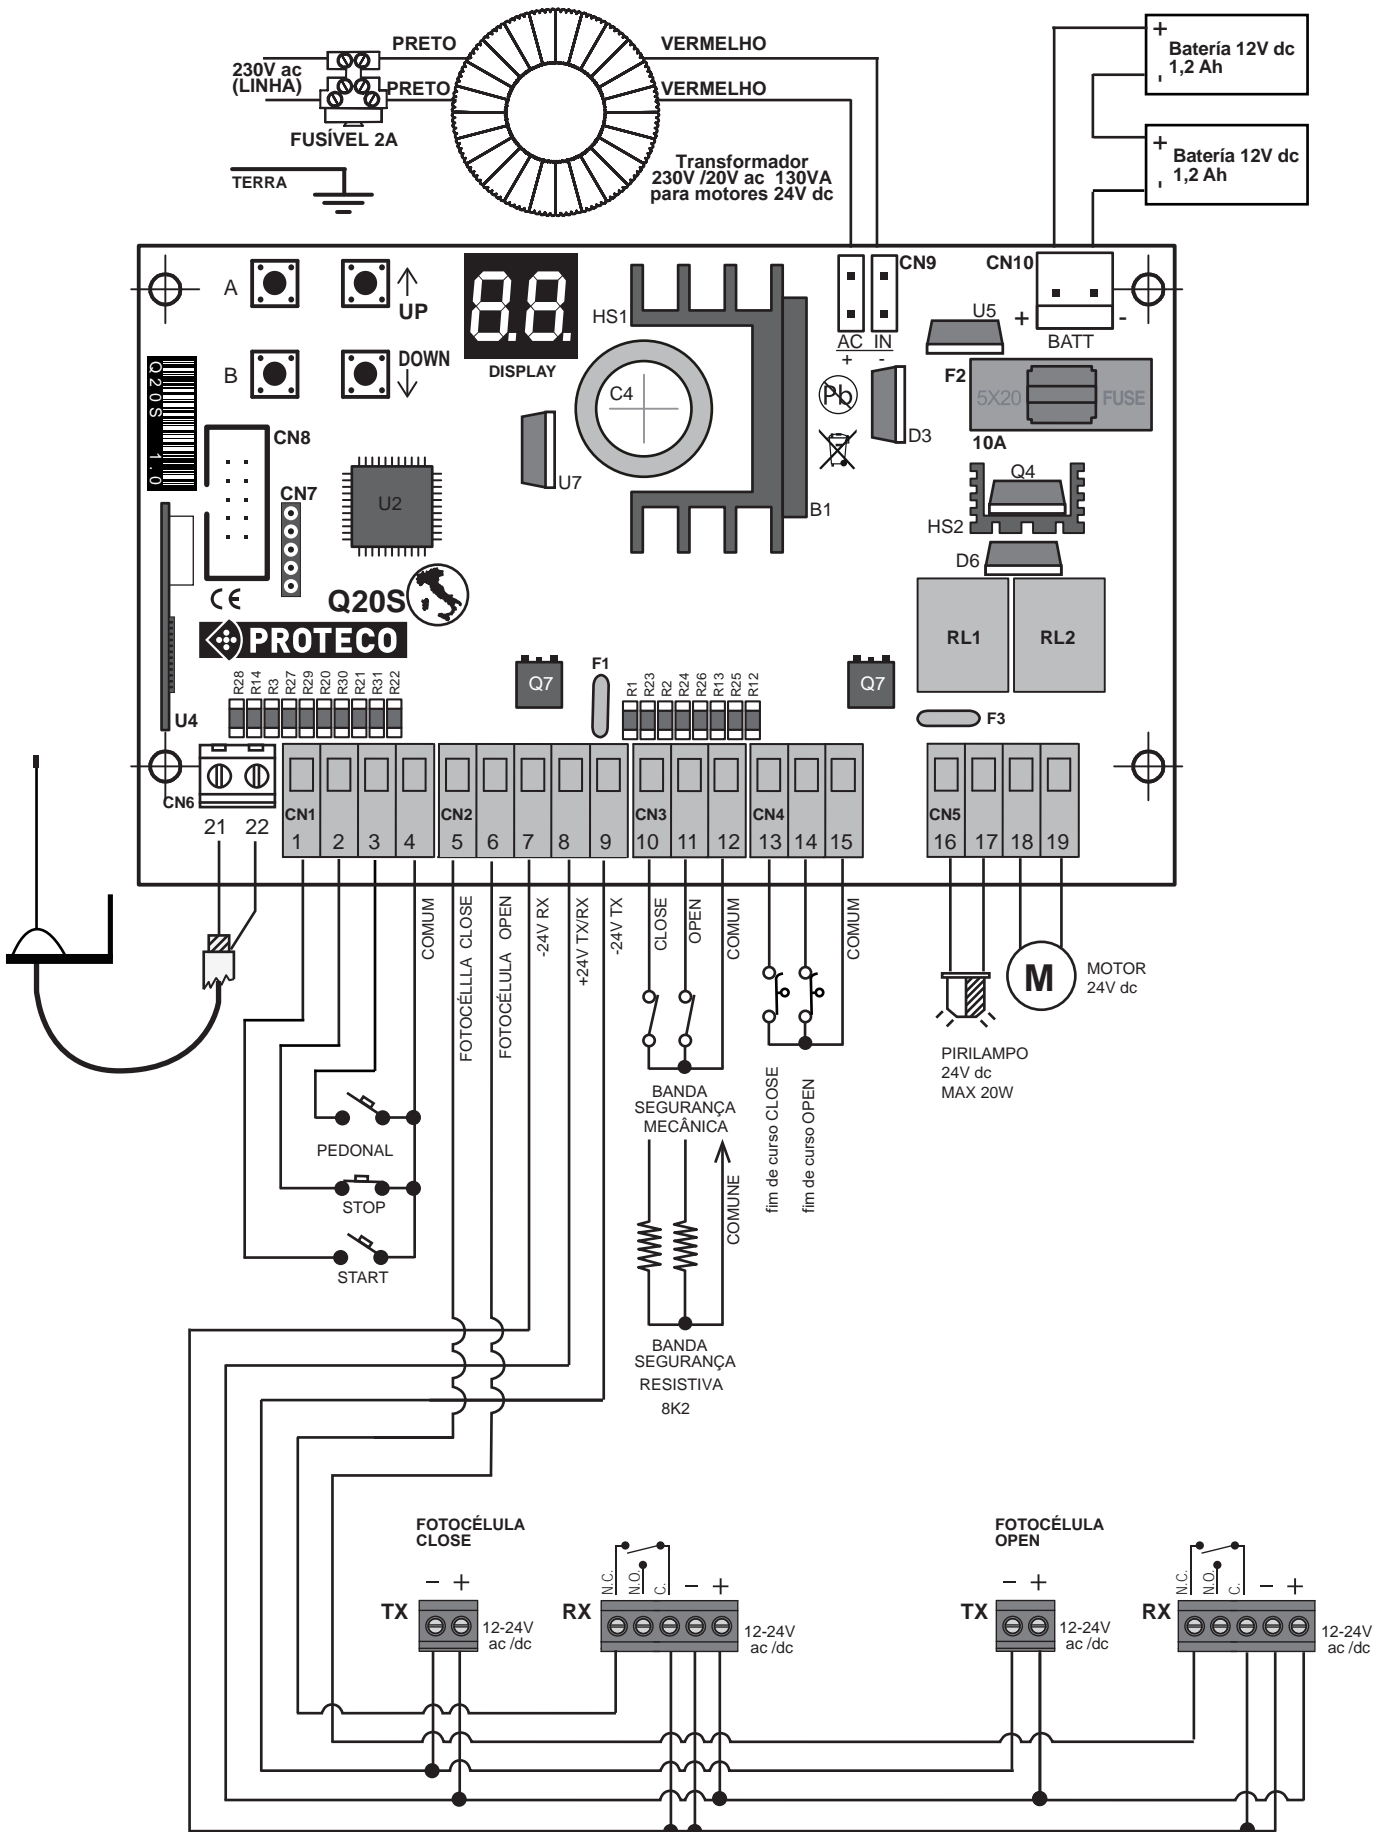 PRETO
VERMELHO
230V ac
(LINHA)
PRETO
VERMELHO
FUSÍVEL 2A
TERRA
Transformador
230V /20V ac 130VA
para motores 24V dc
+
Batería 12V dc
1,2 Ah
-
+
Batería 12V dc
1,2 Ah
-
A
UP
B
DOWN
DISPLAY
8.8.
HS1
C4
U7
B1
CN9
AC IN
+ -
Pb
D3
CN10
U5
+ -
BATT
F2
5X20 FUSE
10A
Q4
HS2
D6
RL1
RL2
Q20S 1.0
CN8
CN7
U2
CE
Q20S
PROTECO
U4
R28
R14
R3
R27
R29
R20
R30
R21
R31
R22
Q7
F1
R1
R23
R2
R24
R26
R13
R25
R12
Q7
F3
CN6
21 22
CN1
1 2 3 4
CN2
5 6 7 8 9
CN3
10 11 12
CN4
13 14 15
CN5
16 17 18 19
COMUM
FOTOCÉLLLA CLOSE
FOTOCÉLULA OPEN
-24V RX
+24V TX/RX
-24V TX
CLOSE
OPEN
COMUM
COMUM
M
MOTOR
24V dc
PIRILAMPO
24V dc
MAX 20W
PEDONAL
STOP
START
BANDA
SEGURANÇA
MECÂNICA
COMUNE
fim de curso CLOSE
fim de curso OPEN
BANDA
SEGURANÇA
RESISTIVA
8K2
FOTOCÉLULA
CLOSE
- +
TX
12-24V
ac /dc
N.C.
N.O.
C.
- +
RX
12-24V
ac /dc
FOTOCÉLULA
OPEN
- +
TX
12-24V
ac /dc
N.C.
N.O.
C.
- +
RX
12-24V
ac /dc